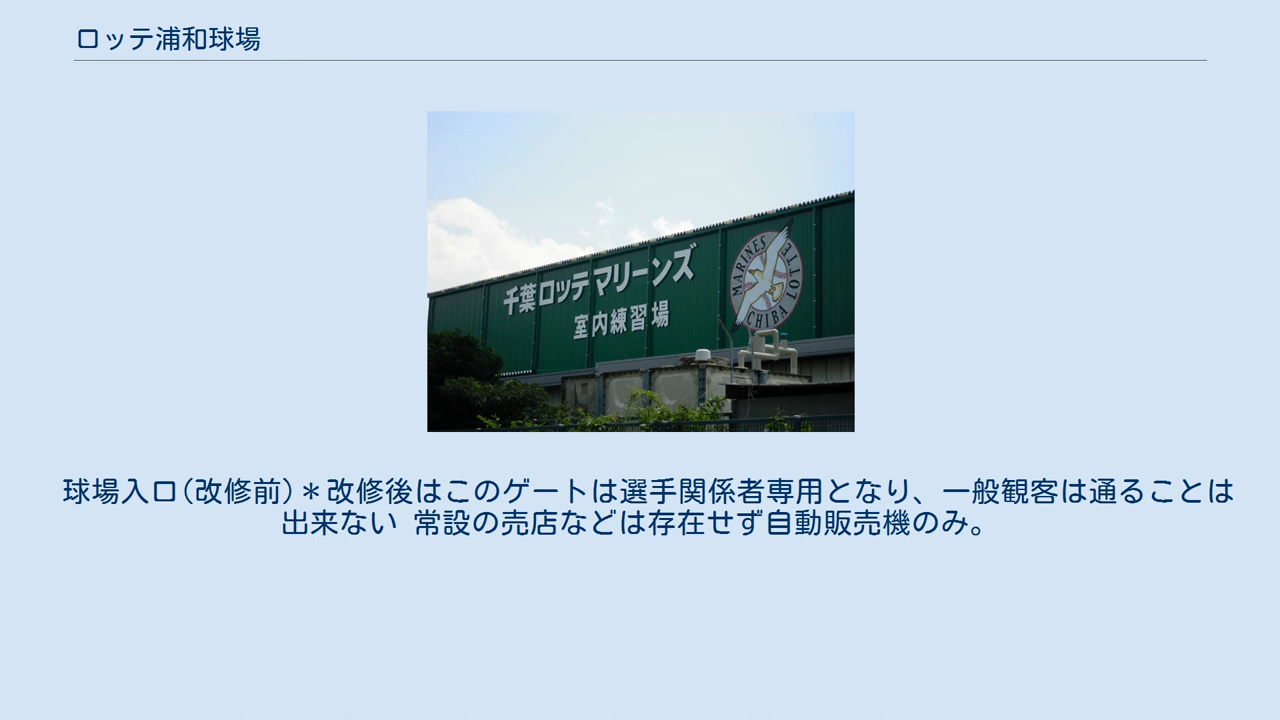 ロッテ浦和球場
千葉ロッテマリーンズ
室内練習場
MARINES
LOTTE
CHIBA
球場入口(改修前)＊改修後はこのゲートは選手関係者専用となり、一般観客は通ることは
出来ない 常設の売店などは存在せず自動販売機のみ。